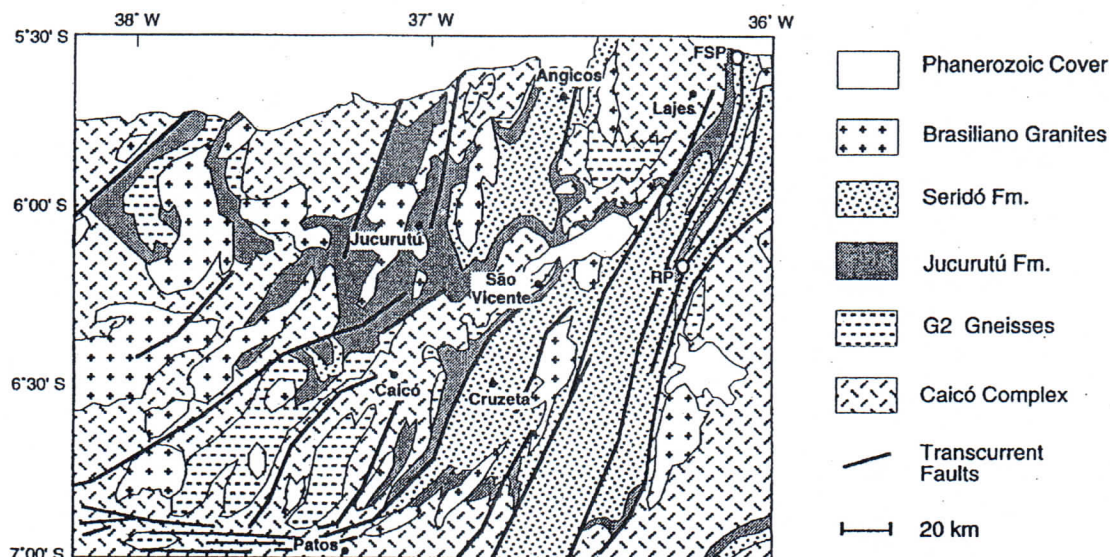 38° W
37° W
36° W
5°30' S
6°00' S
6°30' S
7°00' S
FSP
Angicos
Lajes
Jucurutú
RP
São
Vicente
Caicó
Cruzeta
Patos
Phanerozoic Cover
Brasiliano Granites
Seridó Fm.
Jucurutú Fm.
G2 Gneisses
Caicó Complex
Transcurrent
Faults
20 km